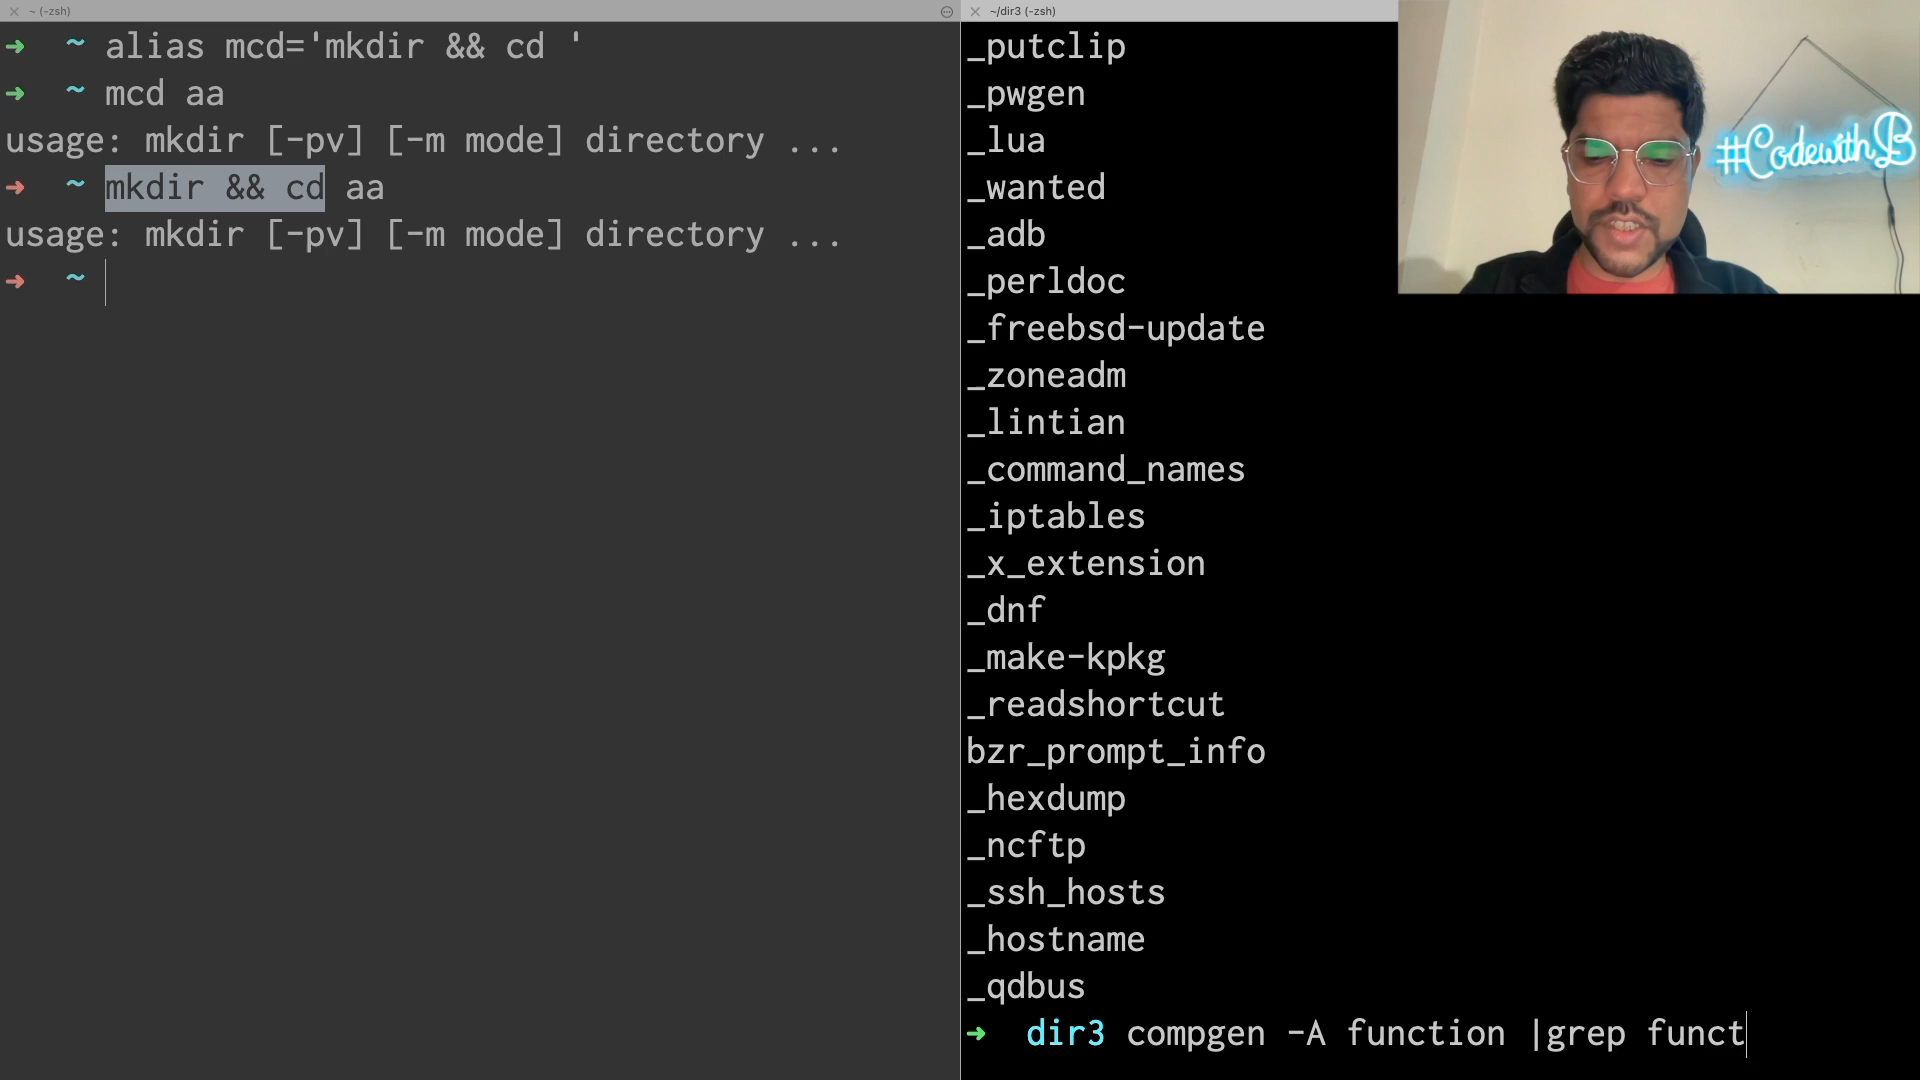 ~ (-zsh)
➜ ~ alias mcd='mkdir && cd '
➜ ~ mcd aa
usage: mkdir [-pv] [-m mode] directory ...
➜ ~ mkdir && cd aa
usage: mkdir [-pv] [-m mode] directory ...
➜ ~
~/dir3 (-zsh)
_putclip
_pwgen
_lua
_wanted
_adb
_perldoc
_freebsd-update
_zoneadm
_lintian
_command_names
_iptables
_x_extension
_dnf
_make-kpkg
_readshortcut
bzr_prompt_info
_hexdump
_ncftp
_ssh_hosts
_hostname
_qdbus
➜ dir3 compgen -A function |grep funct
#CodewithB